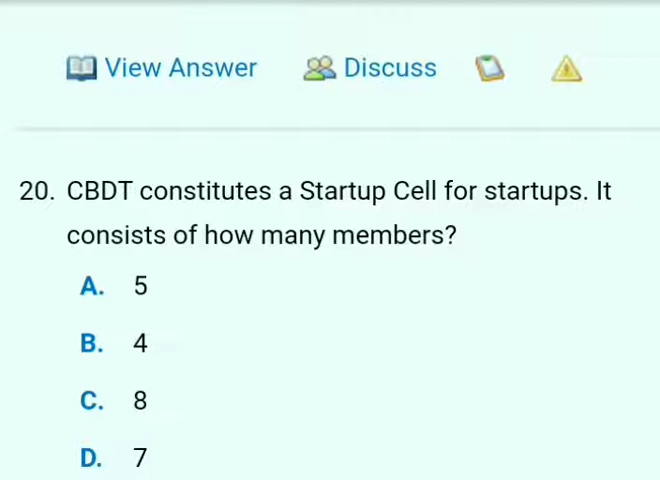 View Answer Discuss
20. CBDT constitutes a Startup Cell for startups. It
consists of how many members?
A. 5
B. 4
C. 8
D. 7